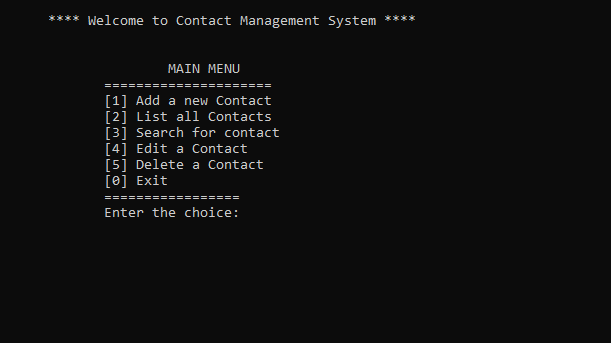 **** Welcome to Contact Management System ****
MAIN MENU
=====================
[1] Add a new Contact
[2] List all Contacts
[3] Search for contact
[4] Edit a Contact
[5] Delete a Contact
[0] Exit
=================
Enter the choice: